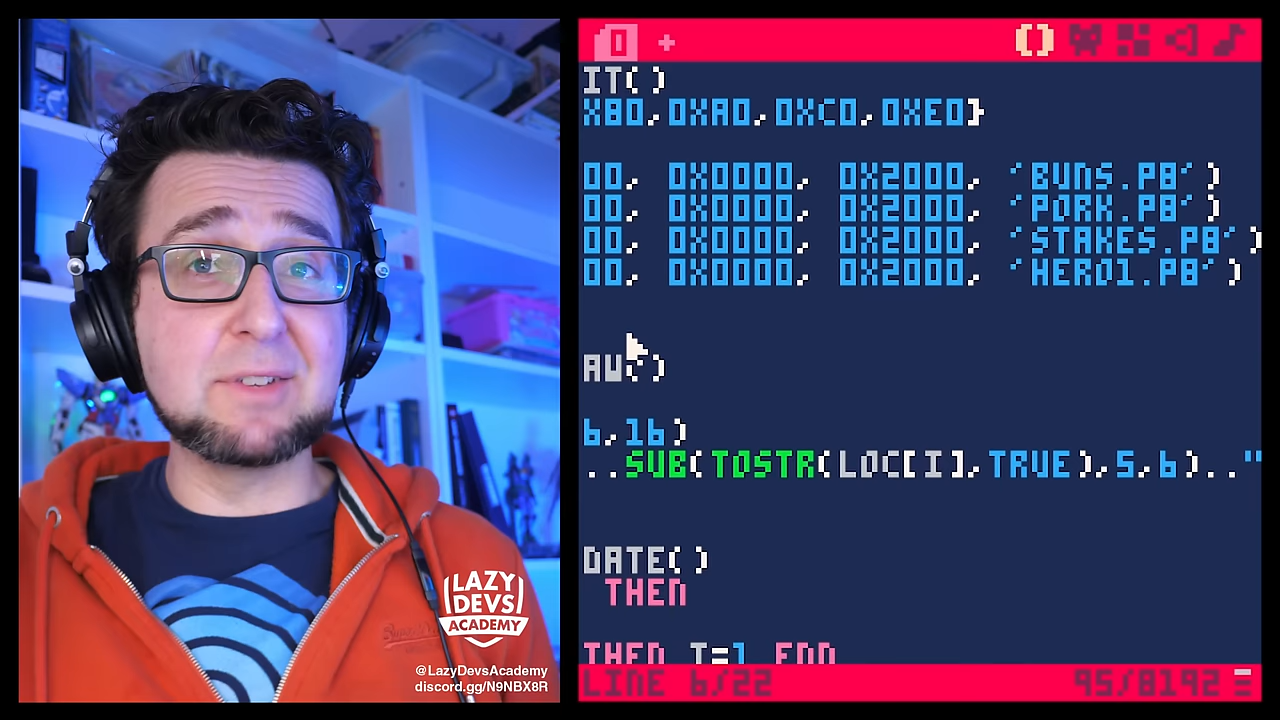 LAZY
DEVS
ACADEMY
@LazyDevsAcademy
discord.gg/N9NBX8R
0 +
IT()
X80,0XA0,0XC0,0XE0}
00, 0X0000, 0X2000, 'BUNS.P8')
00, 0X0000, 0X2000, 'PORK.P8')
00, 0X0000, 0X2000, 'STAKES.P8')
00, 0X0000, 0X2000, 'HERO1.P8')
AW()
6,16)
..SUB(TOSTR(LOC[I],TRUE),5,6).."
DATE()
THEN
THEN T=1 END
LINE 6/22
95/8192